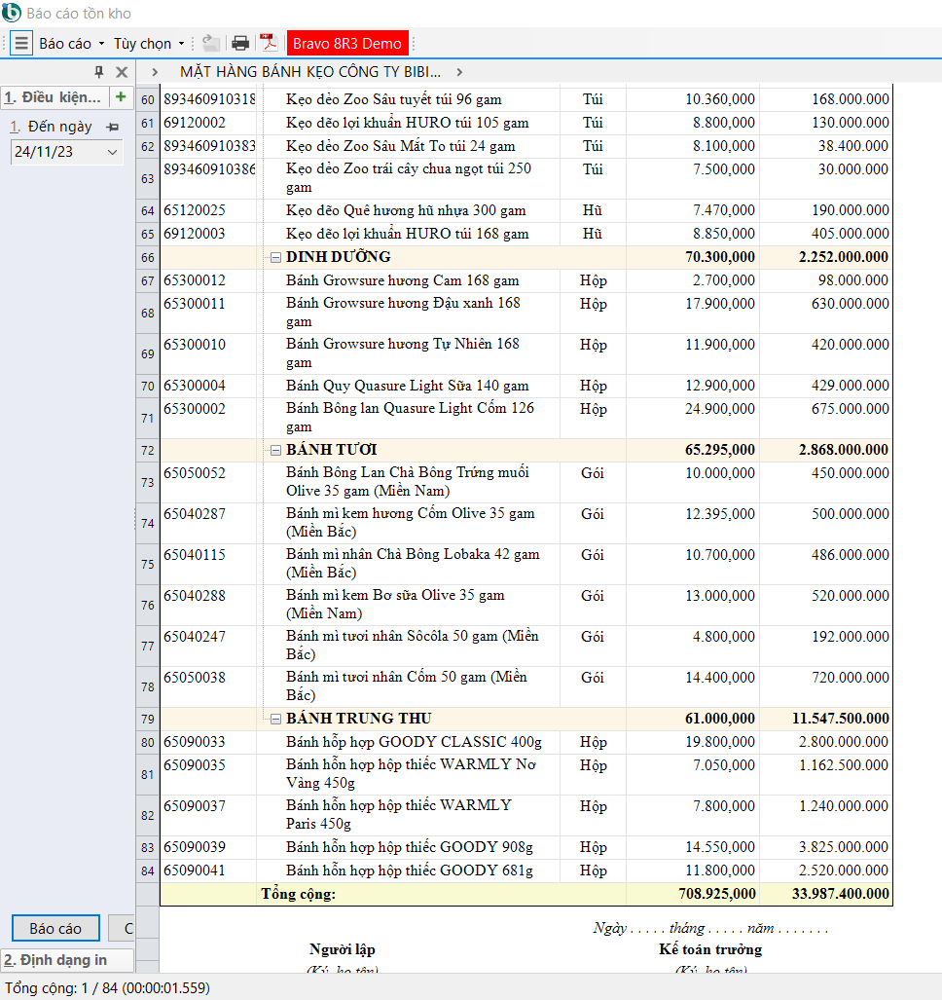 Báo cáo tồn kho
Báo cáo Tùy chọn Bravo 8R3 Demo
MẶT HÀNG BÁNH KẸO CÔNG TY BIBI...
1. Điều kiện...
1. Đến ngày
24/11/23
60 893460910318 Kẹo dẻo Zoo Sâu tuyết túi 96 gam Túi 10.360,000 168.000.000
61 69120002 Kẹo dẽo lợi khuẩn HURO túi 105 gam Túi 8.800,000 130.000.000
62 893460910383 Kẹo dẻo Zoo Sâu Mắt To túi 24 gam Túi 8.100,000 38.400.000
63 893460910386 Kẹo dẻo Zoo trái cây chua ngọt túi 250 Túi 7.500,000 30.000.000
gam
64 65120025 Kẹo dẽo Quê hương hũ nhựa 300 gam Hũ 7.470,000 190.000.000
65 69120003 Kẹo dẽo lợi khuẩn HURO túi 168 gam Hũ 8.850,000 405.000.000
66 DINH DƯỠNG 70.300,000 2.252.000.000
67 65300012 Bánh Growsure hương Cam 168 gam Hộp 2.700,000 98.000.000
68 65300011 Bánh Growsure hương Đậu xanh 168 Hộp 17.900,000 630.000.000
gam
69 65300010 Bánh Growsure hương Tự Nhiên 168 Hộp 11.900,000 420.000.000
gam
70 65300004 Bánh Quy Quasure Light Sữa 140 gam Hộp 12.900,000 429.000.000
71 65300002 Bánh Bông lan Quasure Light Cốm 126 Hộp 24.900,000 675.000.000
gam
72 BÁNH TƯƠI 65.295,000 2.868.000.000
73 65050052 Bánh Bông Lan Chà Bông Trứng muối Gói 10.000,000 450.000.000
Olive 35 gam (Miền Nam)
74 65040287 Bánh mì kem hương Cốm Olive 35 gam Gói 12.395,000 500.000.000
(Miền Bắc)
75 65040115 Bánh mì nhân Chà Bông Lobaka 42 gam Gói 10.700,000 486.000.000
(Miền Bắc)
76 65040288 Bánh mì kem Bơ sữa Olive 35 gam Gói 13.000,000 520.000.000
(Miền Nam)
77 65040247 Bánh mì tươi nhân Sôcôla 50 gam (Miền Gói 4.800,000 192.000.000
Bắc)
78 65050038 Bánh mì tươi nhân Cốm 50 gam (Miền Gói 14.400,000 720.000.000
Bắc)
79 BÁNH TRUNG THU 61.000,000 11.547.500.000
80 65090033 Bánh hỗp hợp GOODY CLASSIC 400g Hộp 19.800,000 2.800.000.000
81 65090035 Bánh hỗn hợp hộp thiếc WARMLY Nơ Hộp 7.050,000 1.162.500.000
Vàng 450g
82 65090037 Bánh hỗn hợp hộp thiếc WARMLY Hộp 7.800,000 1.240.000.000
Paris 450g
83 65090039 Bánh hỗn hợp hộp thiếc GOODY 908g Hộp 14.550,000 3.825.000.000
84 65090041 Bánh hỗn hợp hộp thiếc GOODY 681g Hộp 11.800,000 2.520.000.000
Tổng cộng: 708.925,000 33.987.400.000
Ngày . . . . . tháng . . . . . năm . . . . . . .
Người lập Kế toán trưởng
(Ký, họ tên) (Ký, họ tên)
Báo cáo C
2. Định dạng in
Tổng cộng: 1 / 84 (00:00:01.559)